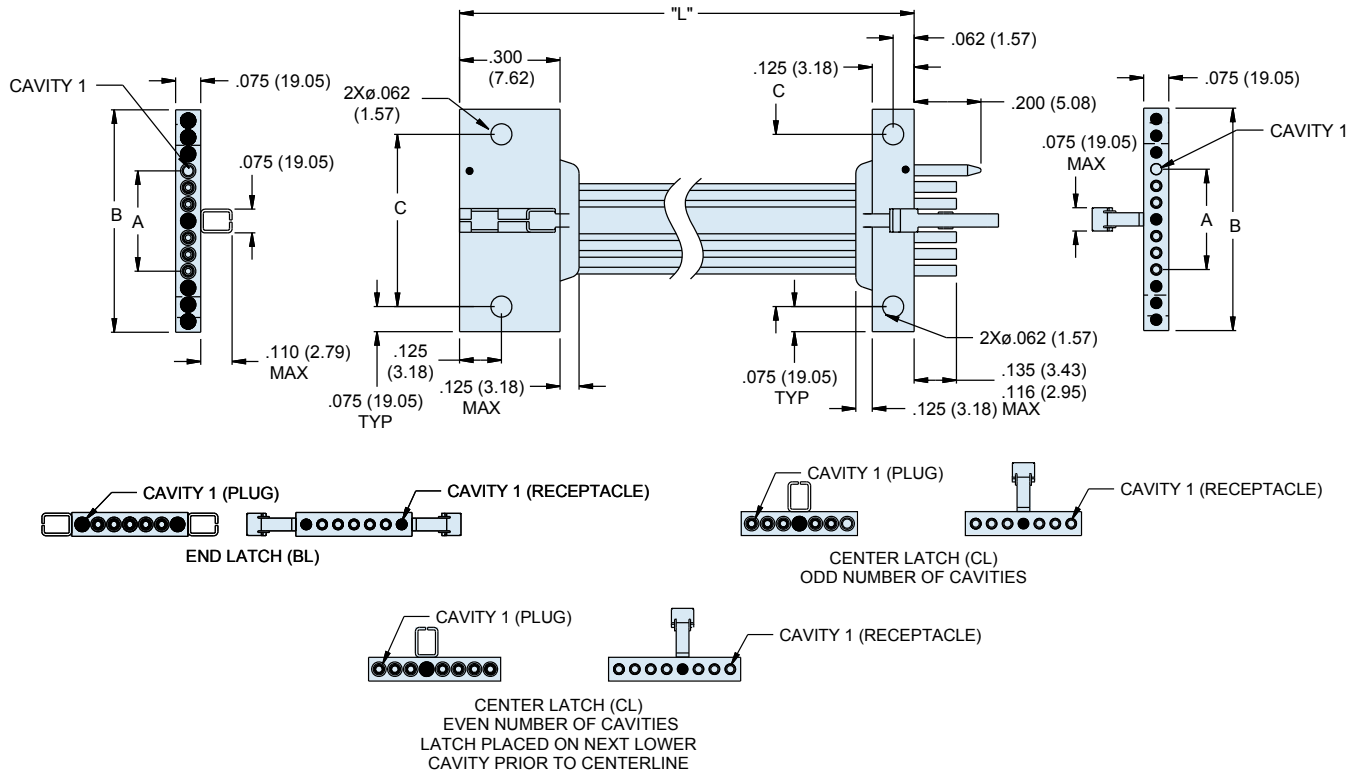 "L"
.062 (1.57)
.300
(7.62)
.125 (3.18)
.075 (19.05)
CAVITY 1
2Xø.062
(1.57)
C
.200 (5.08)
.075 (19.05)
CAVITY 1
.075 (19.05)
.075 (19.05)
MAX
B
A
C
A
B
2Xø.062 (1.57)
.110 (2.79)
MAX
.125
(3.18)
.125 (3.18)
MAX
.075 (19.05)
TYP
.075 (19.05)
TYP
.135 (3.43)
.116 (2.95)
.125 (3.18) MAX
CAVITY 1 (PLUG)
CAVITY 1 (RECEPTACLE)
END LATCH (BL)
CAVITY 1 (PLUG)
CAVITY 1 (RECEPTACLE)
CENTER LATCH (CL)
ODD NUMBER OF CAVITIES
CAVITY 1 (PLUG)
CAVITY 1 (RECEPTACLE)
CENTER LATCH (CL)
EVEN NUMBER OF CAVITIES
LATCH PLACED ON NEXT LOWER
CAVITY PRIOR TO CENTERLINE